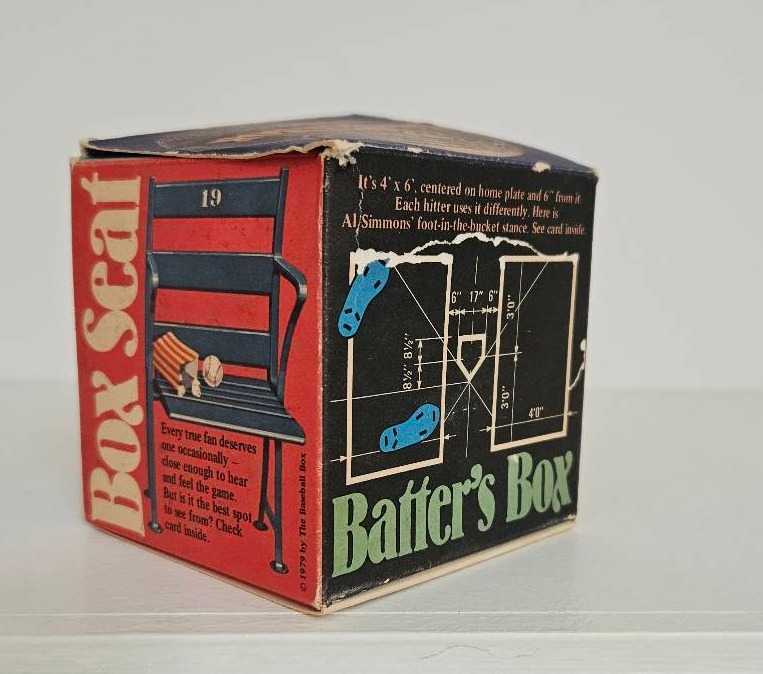 Box Seat
19
Every true fan deserves
one occasionally –
close enough to hear
and feel the game.
But is it the best spot
to see from? Check
card inside.
© 1979 by The Baseball Box
It's 4' x 6', centered on home plate and 6" from it.
Each hitter uses it differently. Here is
Al Simmons' foot-in-the-bucket stance. See card inside.
6" 17" 6"
3'0"
8½" 8½"
3'0"
4'0"
Batter's Box